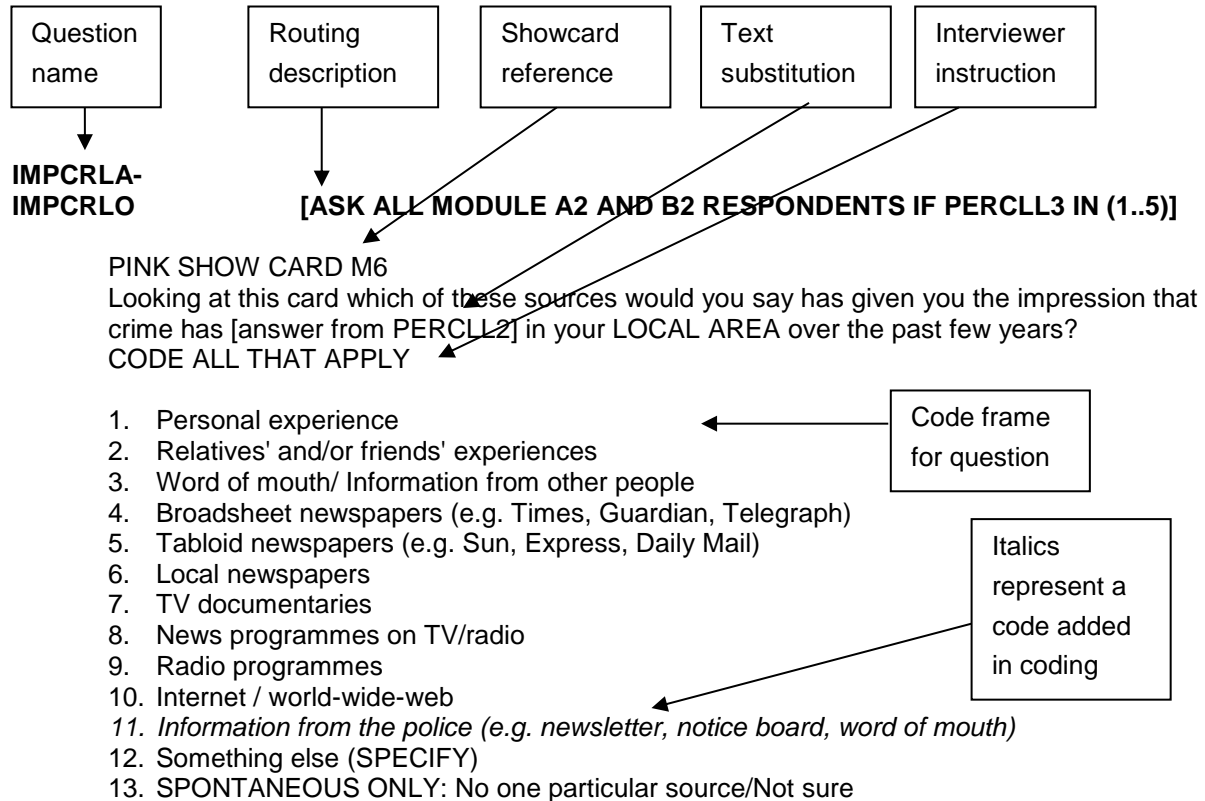 Question
name
Routing
description
Showcard
reference
Text
substitution
Interviewer
instruction
IMPCRLA-
IMPCRLO [ASK ALL MODULE A2 AND B2 RESPONDENTS IF PERCLL3 IN (1..5)]
PINK SHOW CARD M6
Looking at this card which of these sources would you say has given you the impression that
crime has [answer from PERCLL2] in your LOCAL AREA over the past few years?
CODE ALL THAT APPLY
1. Personal experience
2. Relatives' and/or friends' experiences
3. Word of mouth/ Information from other people
4. Broadsheet newspapers (e.g. Times, Guardian, Telegraph)
5. Tabloid newspapers (e.g. Sun, Express, Daily Mail)
6. Local newspapers
7. TV documentaries
8. News programmes on TV/radio
9. Radio programmes
10. Internet / world-wide-web
11. Information from the police (e.g. newsletter, notice board, word of mouth)
12. Something else (SPECIFY)
13. SPONTANEOUS ONLY: No one particular source/Not sure
Code frame
for question
Italics
represent a
code added
in coding